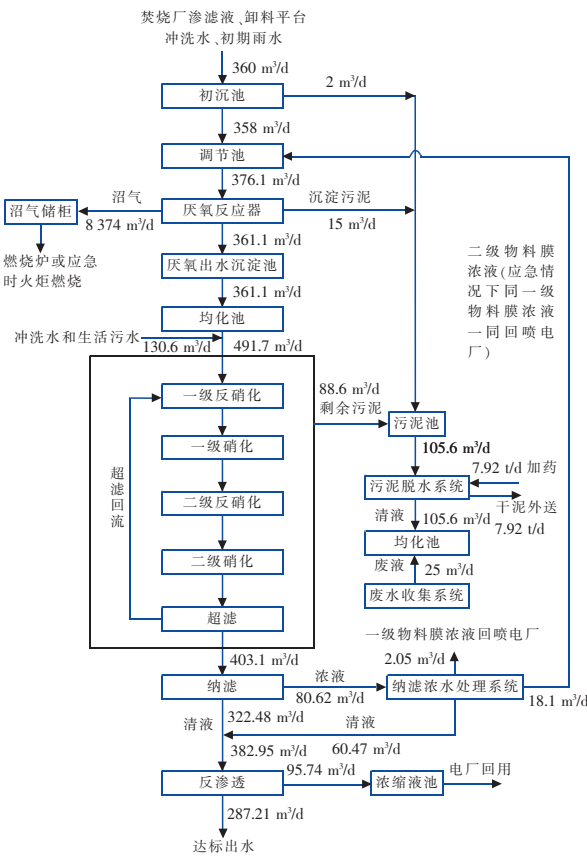 焚烧厂渗滤液、卸料平台
冲洗水、初期雨水
360 m³/d
2 m³/d
初沉池
358 m³/d
调节池
376.1 m³/d
沼气储柜
沼气
8 374 m³/d
厌氧反应器
沉淀污泥
15 m³/d
燃烧炉或应急
时火炬燃烧
361.1 m³/d
厌氧出水沉淀池
361.1 m³/d
均化池
二级物料膜
浓液(应急情
况下同一级
物料膜浓液
一同回喷电
厂)
冲洗水和生活污水
130.6 m³/d
491.7 m³/d
88.6 m³/d
剩余污泥
一级反硝化
一级硝化
二级反硝化
二级硝化
超滤
超滤回流
污泥池
105.6 m³/d
7.92 t/d 加药
污泥脱水系统
干泥外送
7.92 t/d
清液
105.6 m³/d
均化池
废液
25 m³/d
废水收集系统
一级物料膜浓液回喷电厂
403.1 m³/d
2.05 m³/d
纳滤
浓液
80.62 m³/d
纳滤浓水处理系统
18.1 m³/d
清液
322.48 m³/d
清液
60.47 m³/d
382.95 m³/d
反渗透
95.74 m³/d
浓缩液池
电厂回用
287.21 m³/d
达标出水